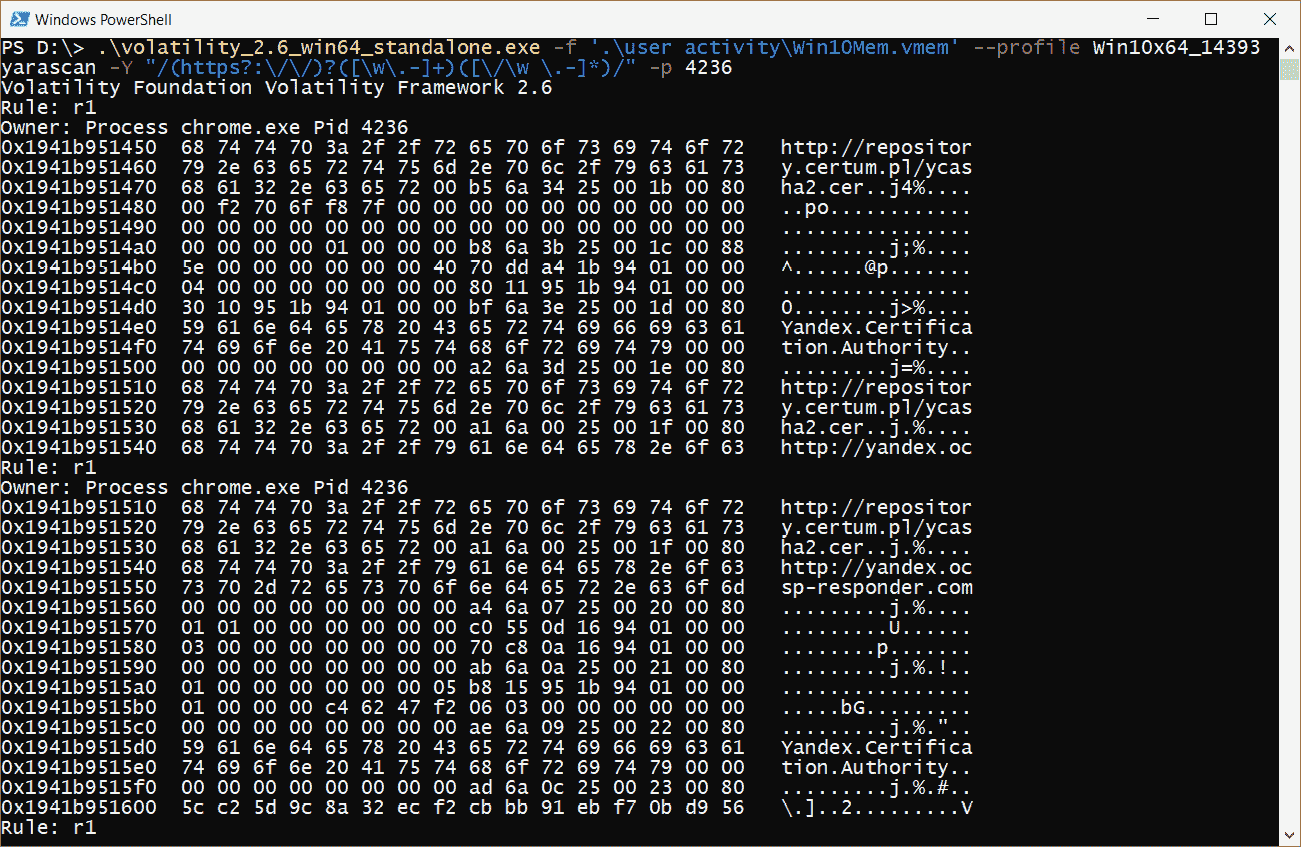 Windows PowerShell
PS D:\> .\volatility_2.6_win64_standalone.exe -f '.\user activity\Win10Mem.vmem' --profile Win10x64_14393
yarascan -Y "/(https?:\/\/)?([\w\.-]+)([\/\w \.-]*)/" -p 4236
Volatility Foundation Volatility Framework 2.6
Rule: r1
Owner: Process chrome.exe Pid 4236
0x1941b951450  68 74 74 70 3a 2f 2f 72 65 70 6f 73 69 74 6f 72   http://repositor
0x1941b951460  79 2e 63 65 72 74 75 6d 2e 70 6c 2f 79 63 61 73   y.certum.pl/ycas
0x1941b951470  68 61 32 2e 63 65 72 00 b5 6a 34 25 00 1b 00 80   ha2.cer..j4%....
0x1941b951480  00 f2 70 6f f8 7f 00 00 00 00 00 00 00 00 00 00   ..po............
0x1941b951490  00 00 00 00 00 00 00 00 00 00 00 00 00 00 00 00   ................
0x1941b9514a0  00 00 00 00 01 00 00 00 b8 6a 3b 25 00 1c 00 88   .........j;%....
0x1941b9514b0  5e 00 00 00 00 00 00 40 70 dd a4 1b 94 01 00 00   ^......@p.......
0x1941b9514c0  04 00 00 00 00 00 00 00 80 11 95 1b 94 01 00 00   ................
0x1941b9514d0  30 10 95 1b 94 01 00 00 bf 6a 3e 25 00 1d 00 80   0........j>%....
0x1941b9514e0  59 61 6e 64 65 78 20 43 65 72 74 69 66 69 63 61   Yandex.Certifica
0x1941b9514f0  74 69 6f 6e 20 41 75 74 68 6f 72 69 74 79 00 00   tion.Authority..
0x1941b951500  00 00 00 00 00 00 00 00 a2 6a 3d 25 00 1e 00 80   .........j=%....
0x1941b951510  68 74 74 70 3a 2f 2f 72 65 70 6f 73 69 74 6f 72   http://repositor
0x1941b951520  79 2e 63 65 72 74 75 6d 2e 70 6c 2f 79 63 61 73   y.certum.pl/ycas
0x1941b951530  68 61 32 2e 63 65 72 00 a1 6a 00 25 00 1f 00 80   ha2.cer..j.%....
0x1941b951540  68 74 74 70 3a 2f 2f 79 61 6e 64 65 78 2e 6f 63   http://yandex.oc
Rule: r1
Owner: Process chrome.exe Pid 4236
0x1941b951510  68 74 74 70 3a 2f 2f 72 65 70 6f 73 69 74 6f 72   http://repositor
0x1941b951520  79 2e 63 65 72 74 75 6d 2e 70 6c 2f 79 63 61 73   y.certum.pl/ycas
0x1941b951530  68 61 32 2e 63 65 72 00 a1 6a 00 25 00 1f 00 80   ha2.cer..j.%....
0x1941b951540  68 74 74 70 3a 2f 2f 79 61 6e 64 65 78 2e 6f 63   http://yandex.oc
0x1941b951550  73 70 2d 72 65 73 70 6f 6e 64 65 72 2e 63 6f 6d   sp-responder.com
0x1941b951560  00 00 00 00 00 00 00 00 a4 6a 07 25 00 20 00 80   .........j.%....
0x1941b951570  01 01 00 00 00 00 00 00 c0 55 0d 16 94 01 00 00   .........U......
0x1941b951580  03 00 00 00 00 00 00 00 70 c8 0a 16 94 01 00 00   ........p.......
0x1941b951590  00 00 00 00 00 00 00 00 ab 6a 0a 25 00 21 00 80   .........j.%.!..
0x1941b9515a0  01 00 00 00 00 00 00 05 b8 15 95 1b 94 01 00 00   ................
0x1941b9515b0  01 00 00 00 00 c4 62 47 f2 06 03 00 00 00 00 00 00   .....bG.........
0x1941b9515c0  00 00 00 00 00 00 00 00 ae 6a 09 25 00 22 00 80   .........j.%."..
0x1941b9515d0  59 61 6e 64 65 78 20 43 65 72 74 69 66 69 63 61   Yandex.Certifica
0x1941b9515e0  74 69 6f 6e 20 41 75 74 68 6f 72 69 74 79 00 00   tion.Authority..
0x1941b9515f0  00 00 00 00 00 00 00 00 ad 6a 0c 25 00 23 00 80   .........j.%.#..
0x1941b951600  5c c2 5d 9c 8a 32 ec f2 cb bb 91 eb f7 0b d9 56   \.]..2.........V
Rule: r1